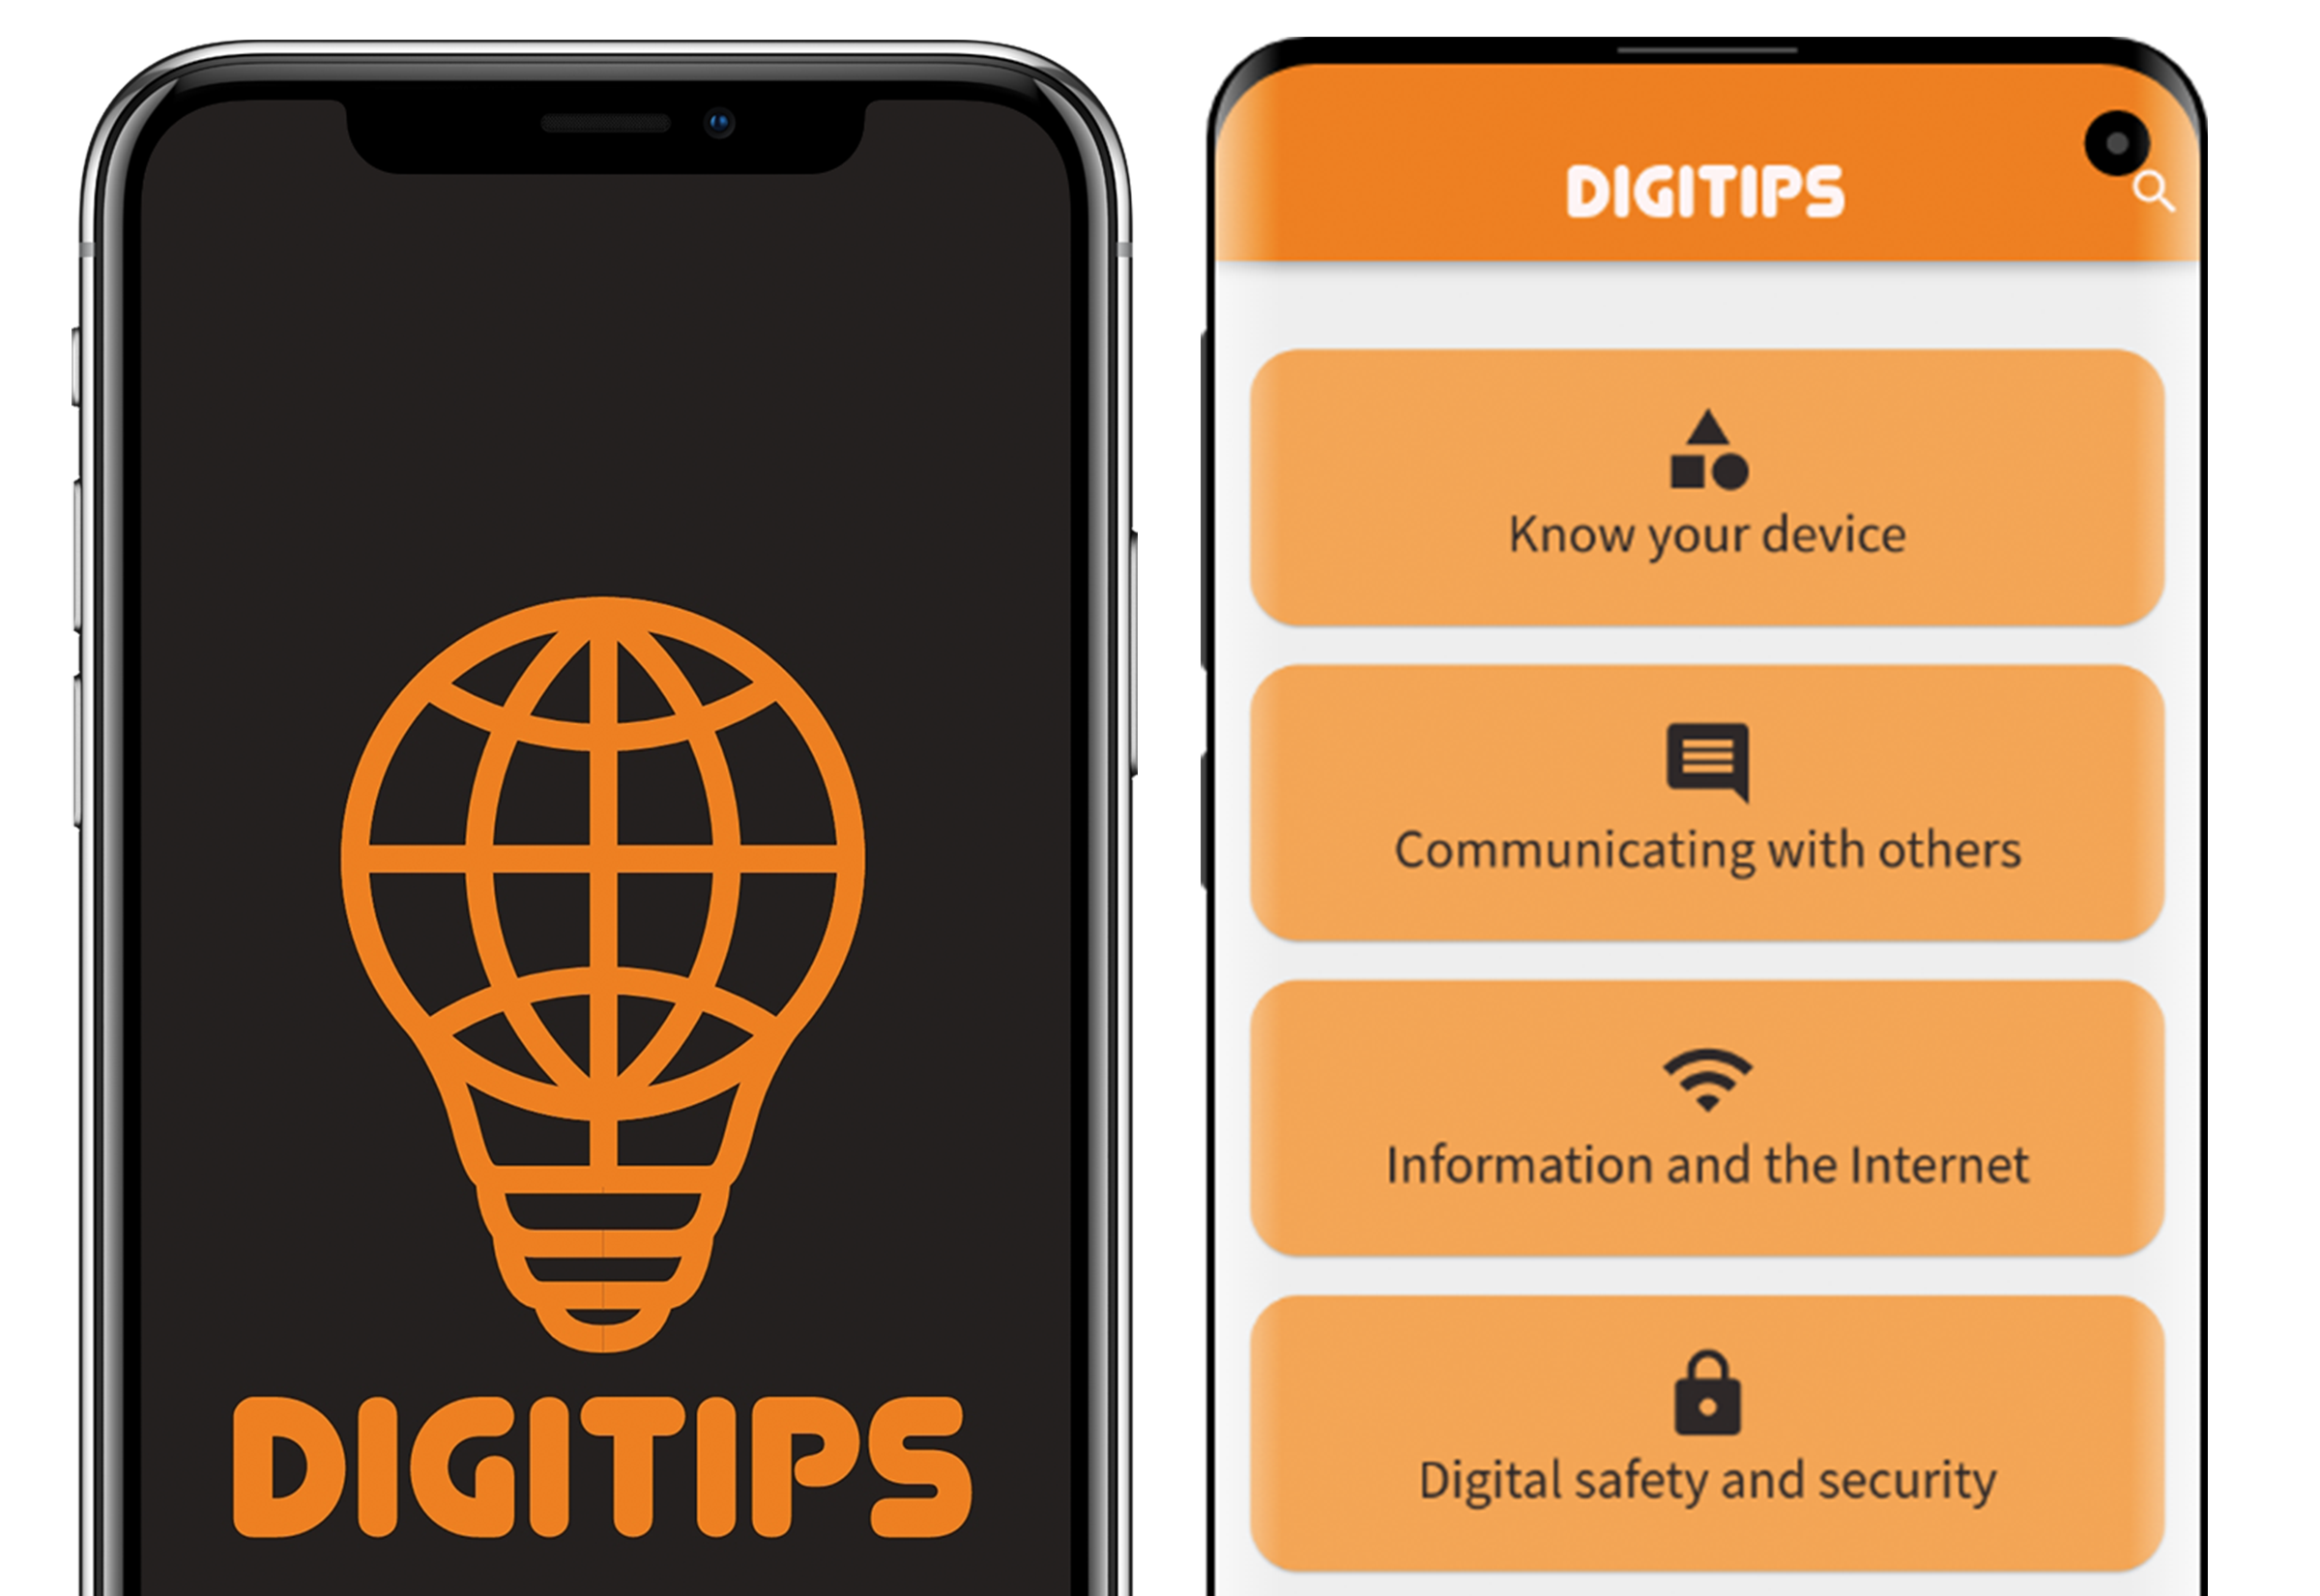 DIGITIPS
DIGITIPS
Know your device
Communicating with others
Information and the Internet
Digital safety and security